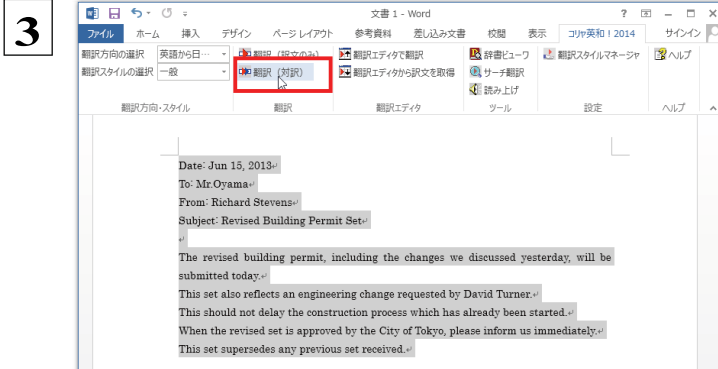 3
文書 1 - Word
ファイル ホーム 挿入 デザイン ページ レイアウト 参考資料 差し込み文書 校閲 表示 コリャ英和！2014 サインイン
翻訳方向の選択 英語から日… 翻訳（訳文のみ） 翻訳エディタで翻訳 辞書ビューワ 翻訳スタイルマネージャ ヘルプ
翻訳スタイルの選択 一般 翻訳（対訳） 翻訳エディタから訳文を取得 サーチ翻訳
読み上げ
翻訳方向・スタイル 翻訳 翻訳エディタ ツール 設定 ヘルプ
Date: Jun 15, 2013
To: Mr.Oyama
From: Richard Stevens
Subject: Revised Building Permit Set
The revised building permit, including the changes we discussed yesterday, will be
submitted today.
This set also reflects an engineering change requested by David Turner.
This should not delay the construction process which has already been started.
When the revised set is approved by the City of Tokyo, please inform us immediately.
This set supersedes any previous set received.